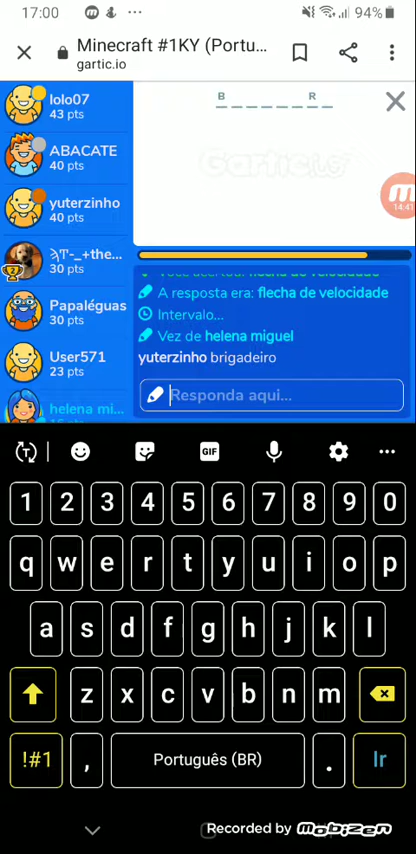 17:00 94%
Minecraft #1KY (Portu...
gartic.io
lolo07
43 pts
ABACATE
40 pts
yuterzinho
40 pts
30 pts
Papaléguas
30 pts
User571
23 pts
helena mi...
B R
Garticio
14:41
A resposta era: flecha de velocidade
Intervalo...
Vez de helena miguel
yuterzinho brigadeiro
Responda aqui...
T GIF
1 2 3 4 5 6 7 8 9 0
q w e r t y u i o p
a s d f g h j k l
z x c v b n m
!#1 , Português (BR) . Ir
Recorded by Mobizen